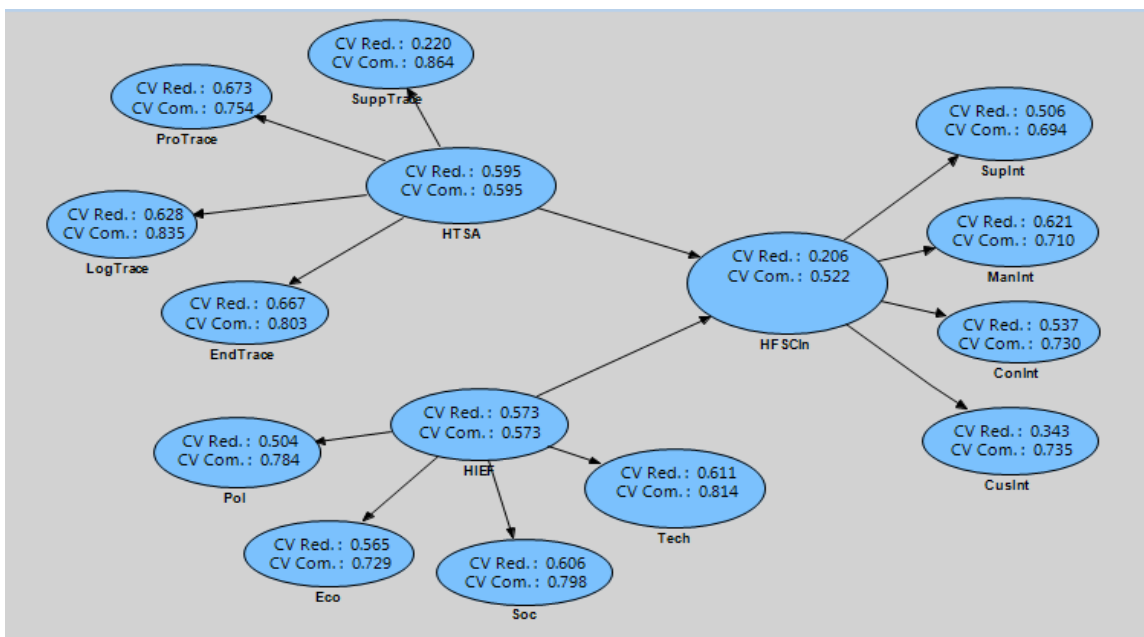 CV Red.: 0.220
CV Com.: 0.864
SuppTrace
CV Red.: 0.673
CV Com.: 0.754
ProTrace
CV Red.: 0.506
CV Com.: 0.694
SupInt
CV Red.: 0.595
CV Com.: 0.595
HTSA
CV Red.: 0.628
CV Com.: 0.835
LogTrace
CV Red.: 0.621
CV Com.: 0.710
ManInt
CV Red.: 0.206
CV Com.: 0.522
HFSCIn
CV Red.: 0.667
CV Com.: 0.803
EndTrace
CV Red.: 0.537
CV Com.: 0.730
ConInt
CV Red.: 0.573
CV Com.: 0.573
HIEF
CV Red.: 0.343
CV Com.: 0.735
CusInt
CV Red.: 0.504
CV Com.: 0.784
Pol
CV Red.: 0.611
CV Com.: 0.814
Tech
CV Red.: 0.565
CV Com.: 0.729
Eco
CV Red.: 0.606
CV Com.: 0.798
Soc